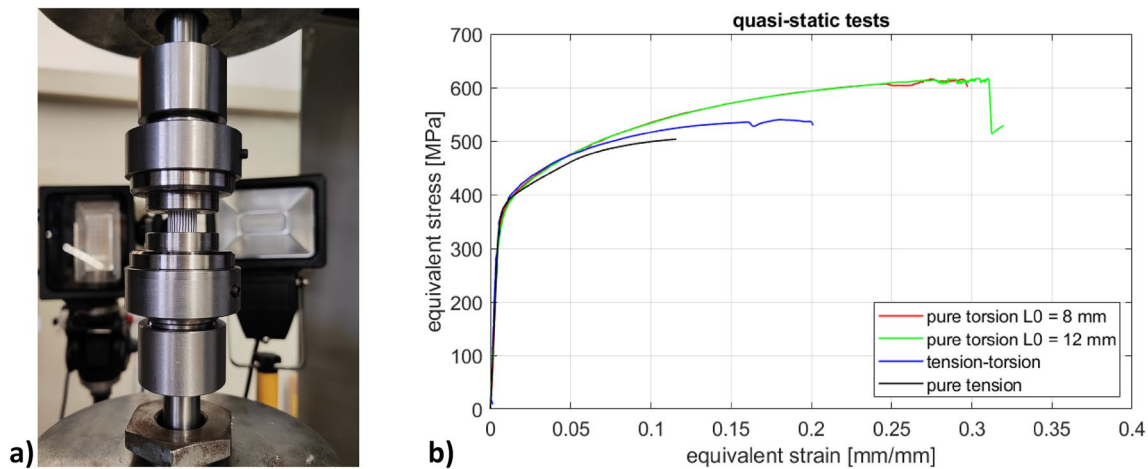 a)
b)
quasi-static tests
equivalent stress [MPa]
700
600
500
400
300
200
100
0
0
0.05
0.1
0.15
0.2
0.25
0.3
0.35
0.4
equivalent strain [mm/mm]
pure torsion L0 = 8 mm
pure torsion L0 = 12 mm
tension-torsion
pure tension